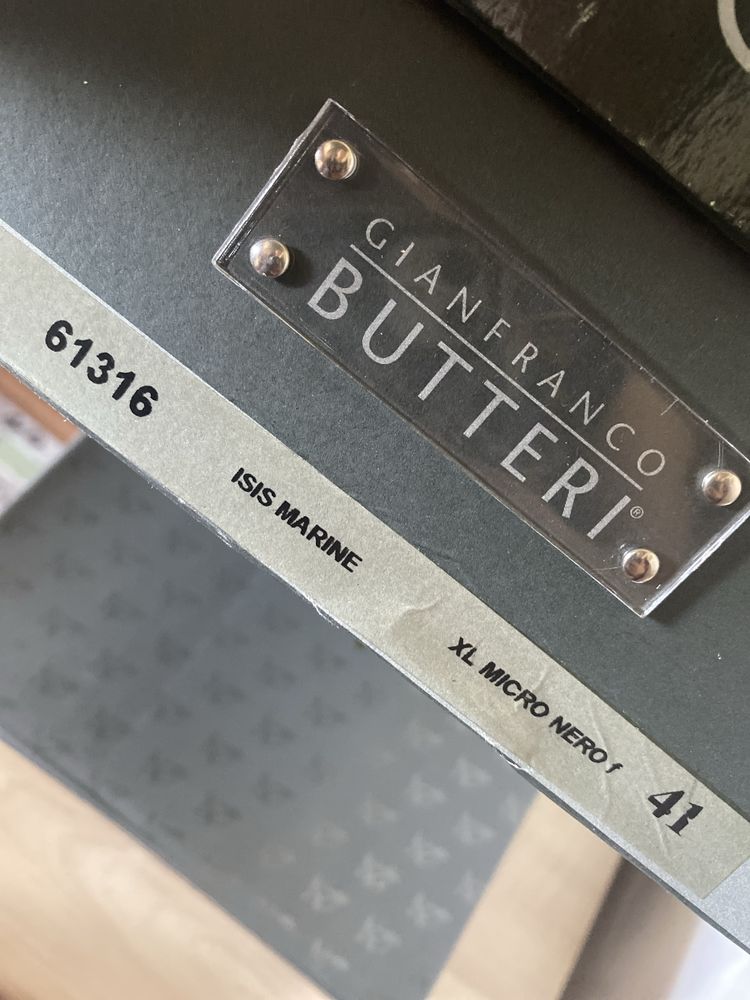 GIANFRANCO
BUTTERI®
61316
ISIS MARINE
XL MICRO NERO f
41